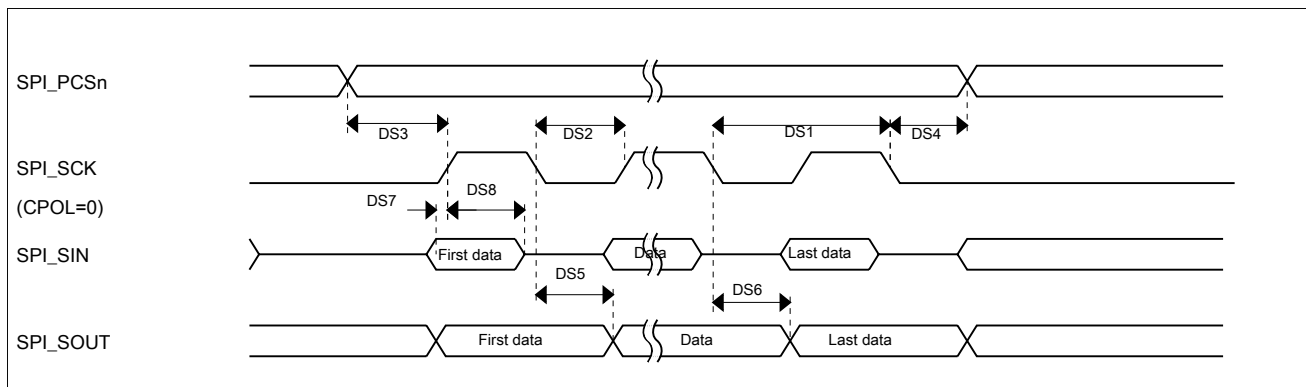 SPI_PCSn
DS3
DS2
DS1
DS4
SPI_SCK
(CPOL=0)
DS7
DS8
SPI_SIN
First data
Data
Last data
DS5
DS6
SPI_SOUT
First data
Data
Last data